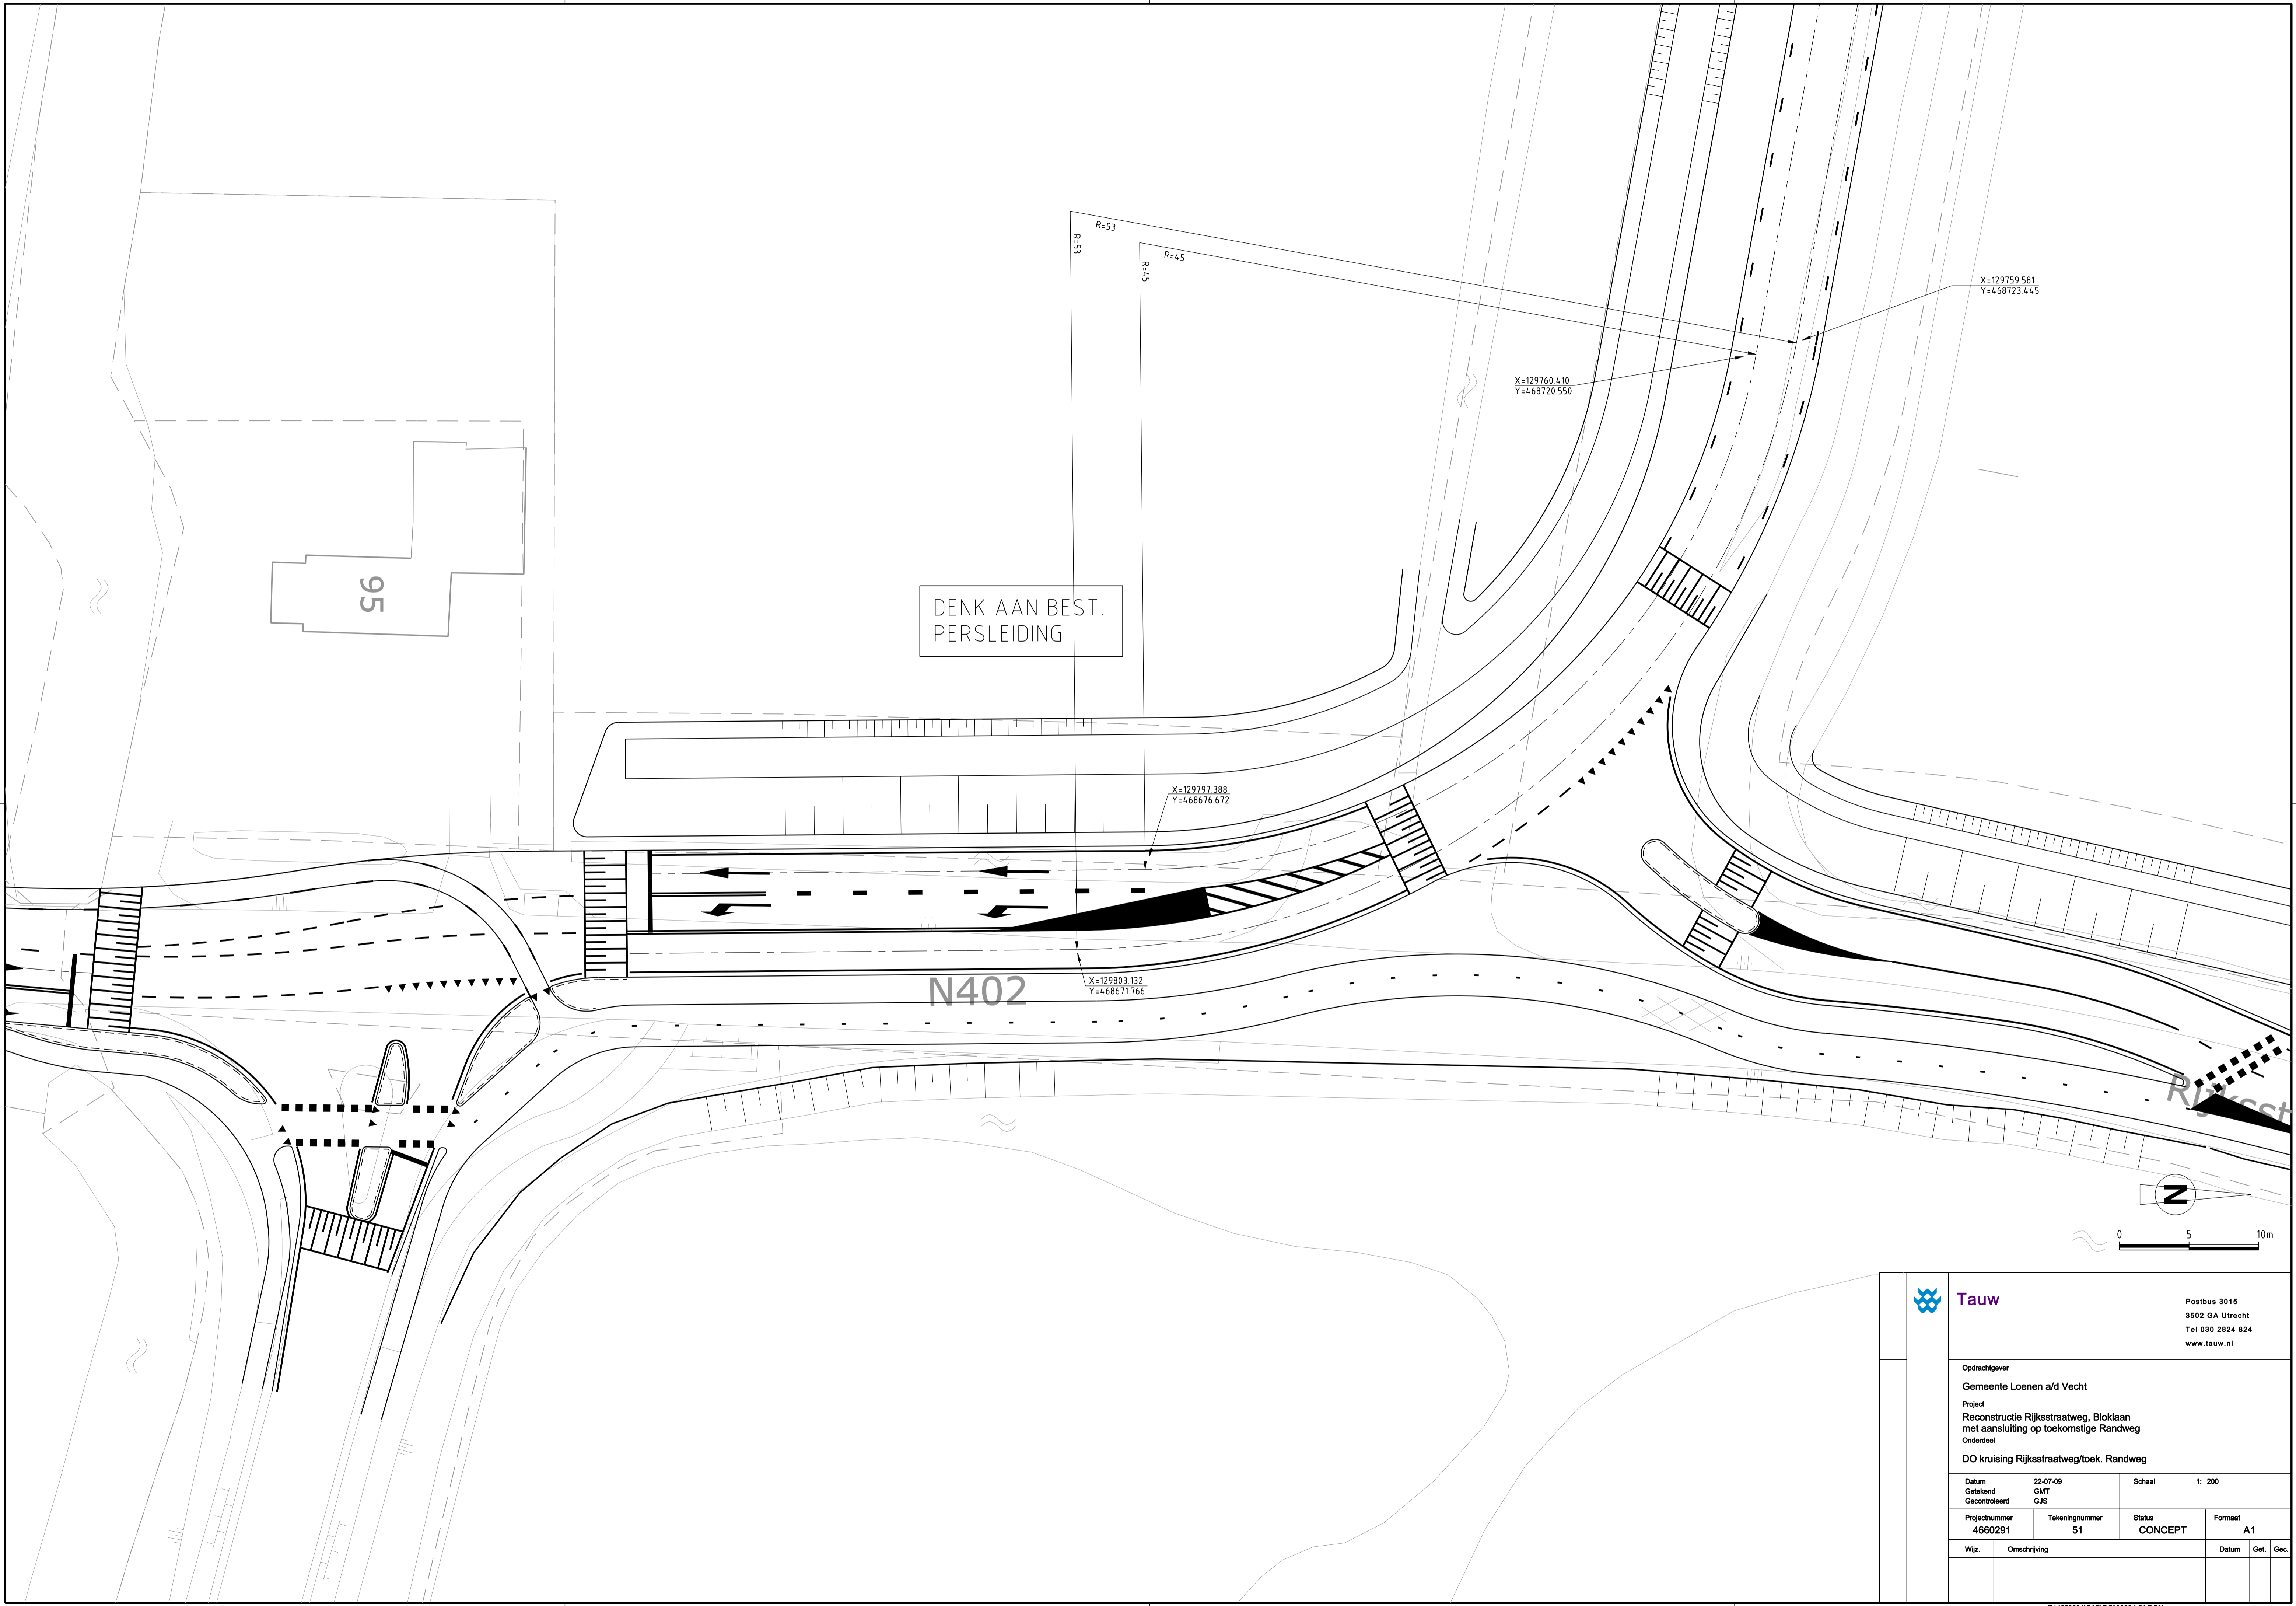 R=53
R=53
R=45
R=45
X=129759.581
Y=468723.445
X=129760.410
Y=468720.550
95
DENK AAN BEST.
PERSLEIDING
X=129797.388
Y=468676.672
X=129803.132
Y=468671.766
N402
Rijksst
N
0 5 10m
Tauw
Postbus 3015
3502 GA Utrecht
Tel 030 2824 824
www.tauw.nl
Opdrachtgever
Gemeente Loenen a/d Vecht
Project
Reconstructie Rijksstraatweg, Bloklaan
met aansluiting op toekomstige Randweg
Onderdeel
DO kruising Rijksstraatweg/toek. Randweg
Datum 22-07-09 Schaal 1: 200
Getekend GMT
Gecontroleerd GJS
Projectnummer Tekeningnummer Status Formaat
4660291 51 CONCEPT A1
Wijz. Omschrijving Datum Get. Gec.